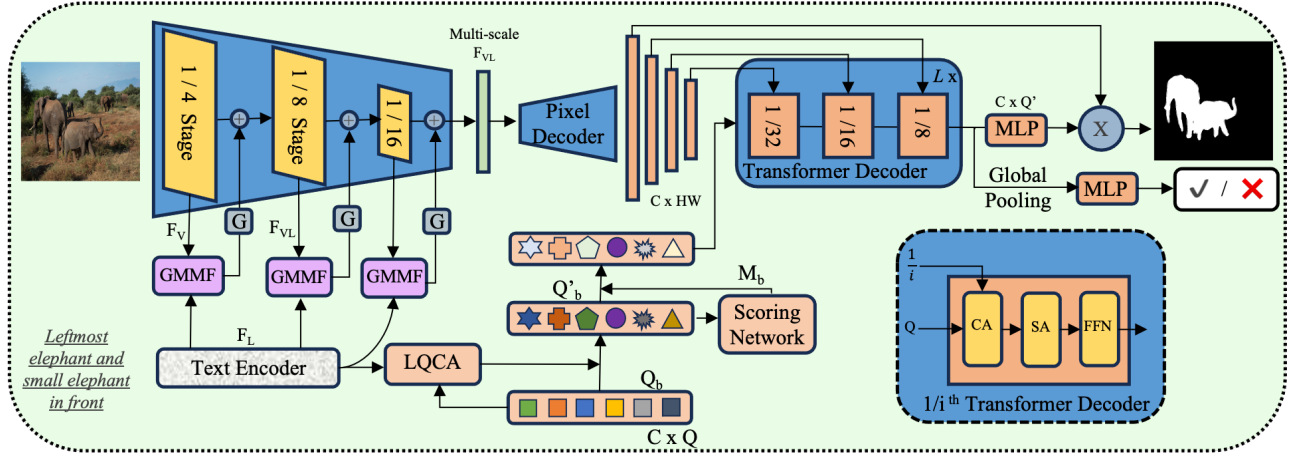 1 / 4 Stage
1 / 8 Stage
1 / 16
Multi-scale
F_VL
Pixel
Decoder
C x HW
L x
1 /32
1 /16
1 /8
Transformer Decoder
C x Q'
MLP
X
Global
Pooling
MLP
/
G
G
G
F_V
F_VL
GMMF
GMMF
GMMF
F_L
Text Encoder
Leftmost
elephant and
small elephant
in front
LQCA
Q'_b
M_b
Scoring
Network
Q_b
C x Q
1
i
Q
CA
SA
FFN
1/i th Transformer Decoder